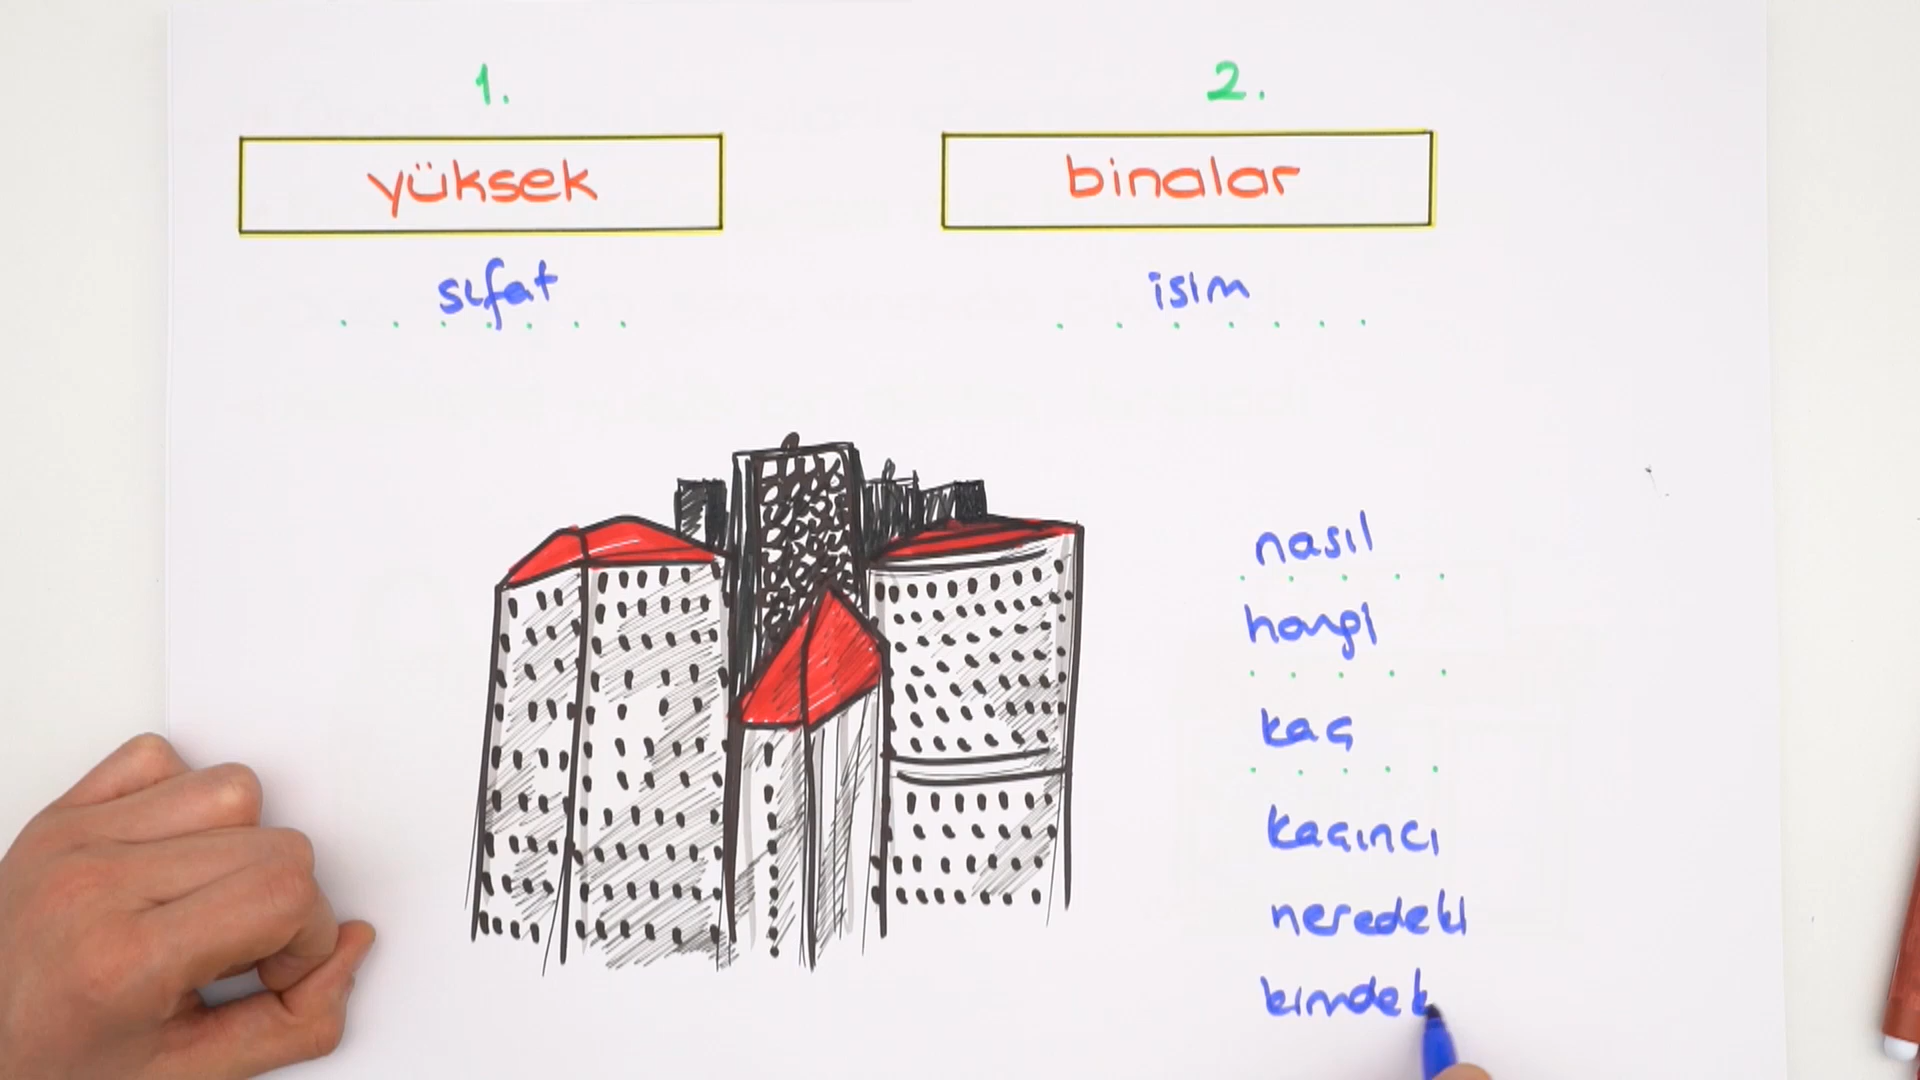 1.
2.
yüksek
binalar
sıfat
isim
nasıl
hangi
kaç
kaçıncı
neredeki
kimdek